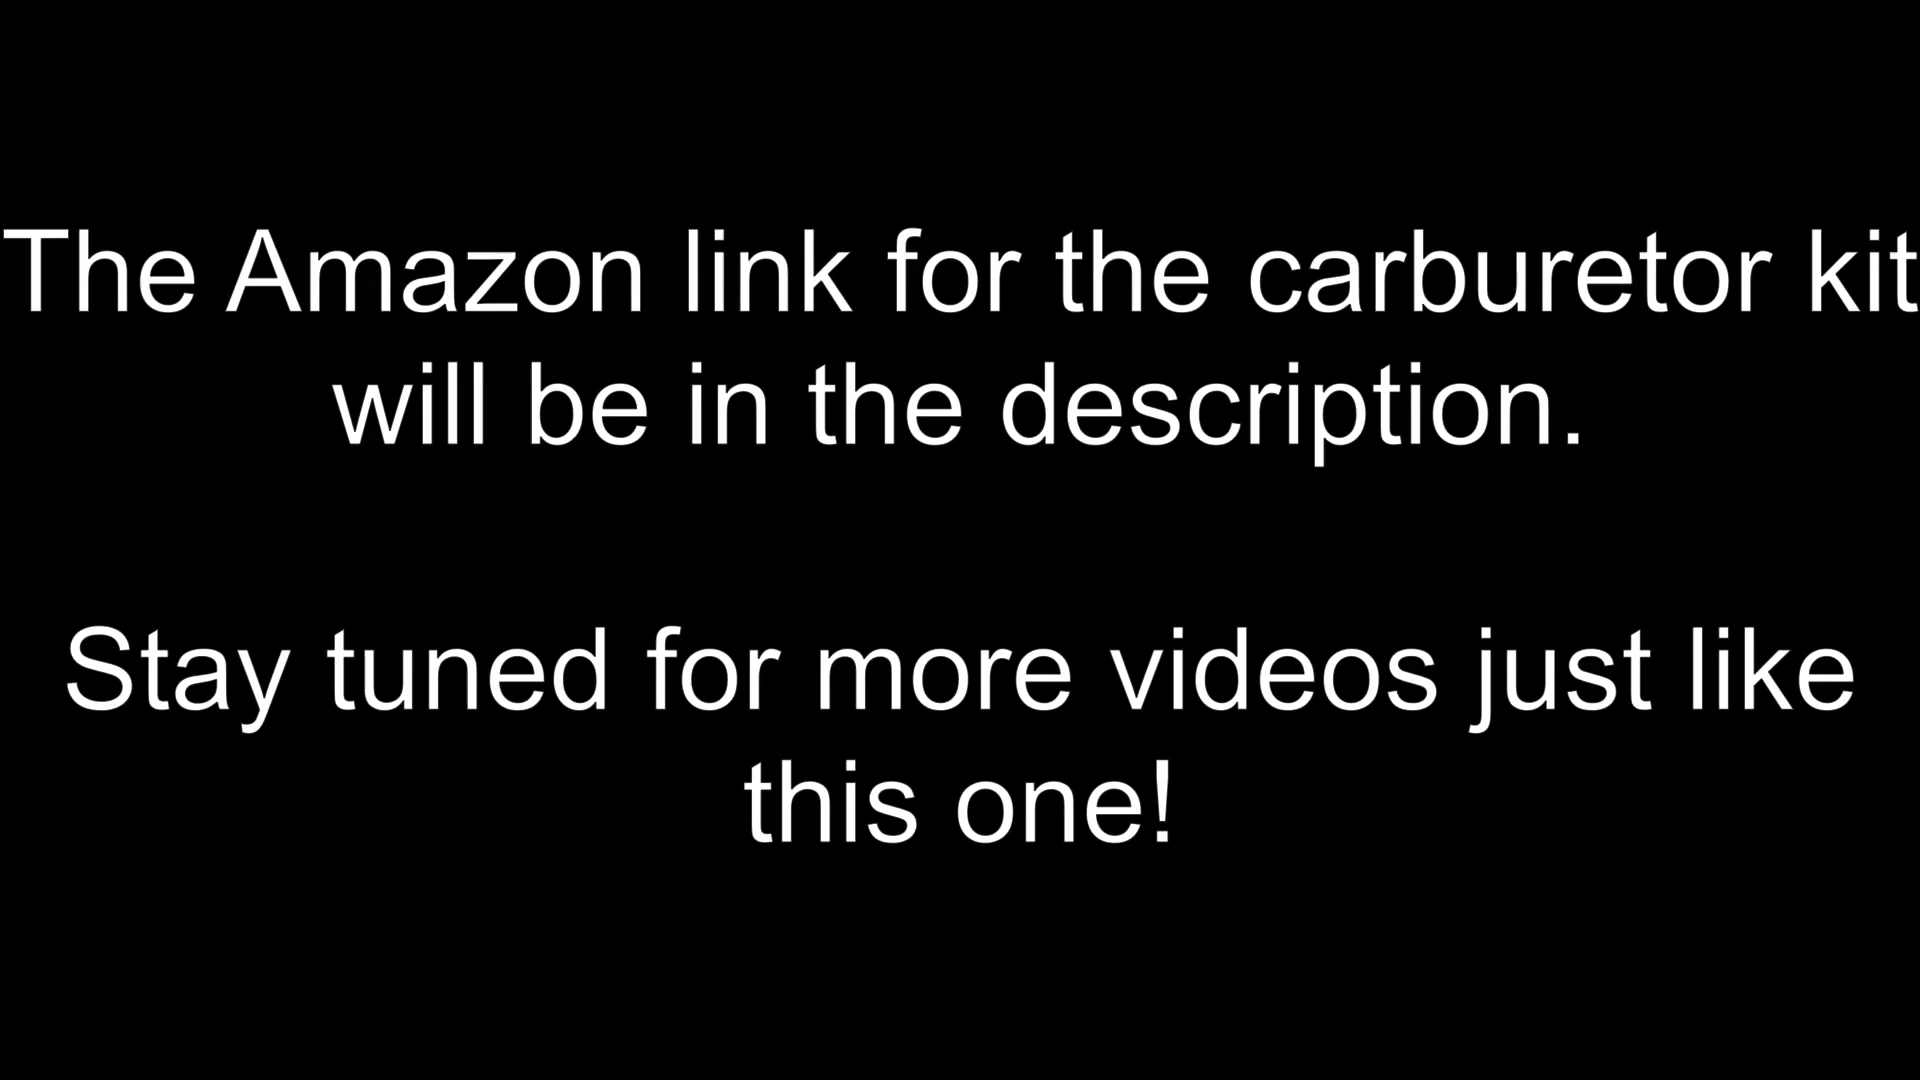 The Amazon link for the carburetor kit
will be in the description.
Stay tuned for more videos just like
this one!